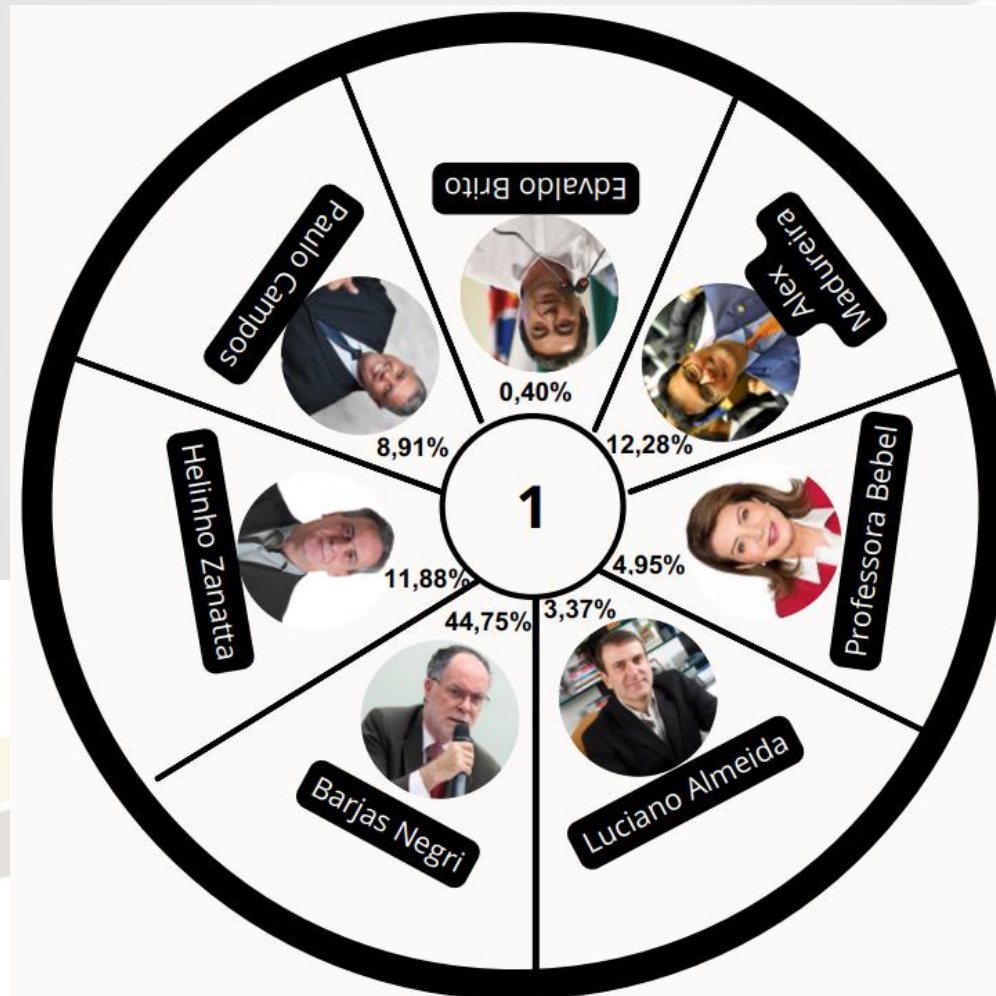 Edvaldo Brito
0,40%
Alex
Madureira
12,28%
Professora Bebel
4,95%
Luciano Almeida
3,37%
Barjas Negri
44,75%
Helinho Zanatta
11,88%
Paulo Campos
8,91%
1